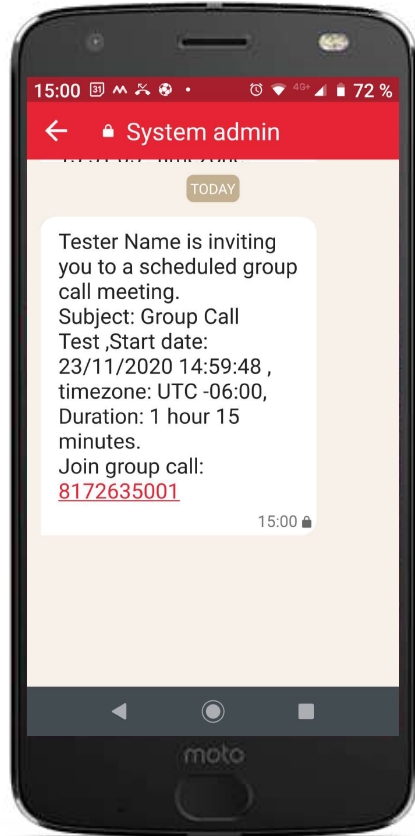 15:00 31 4G+ 72 %
System admin
TODAY
Tester Name is inviting
you to a scheduled group
call meeting.
Subject: Group Call
Test ,Start date:
23/11/2020 14:59:48 ,
timezone: UTC -06:00,
Duration: 1 hour 15
minutes.
Join group call:
8172635001
15:00
moto